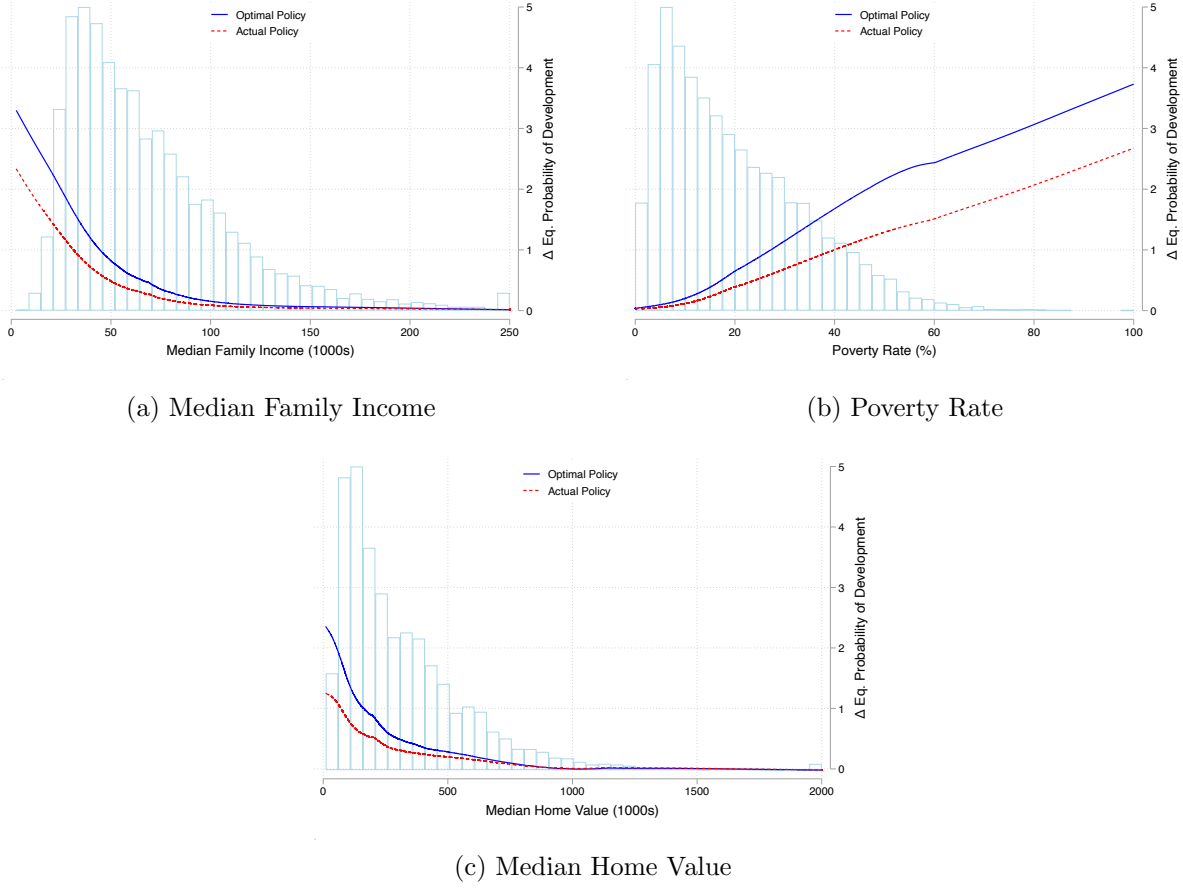 Optimal Policy
Actual Policy
5
4
3
2
1
0
Δ Eq. Probability of Development
0 50 100 150 200 250
Median Family Income (1000s)
(a) Median Family Income
Optimal Policy
Actual Policy
5
4
3
2
1
0
Δ Eq. Probability of Development
0 20 40 60 80 100
Poverty Rate (%)
(b) Poverty Rate
Optimal Policy
Actual Policy
5
4
3
2
1
0
Δ Eq. Probability of Development
0 500 1000 1500 2000
Median Home Value (1000s)
(c) Median Home Value